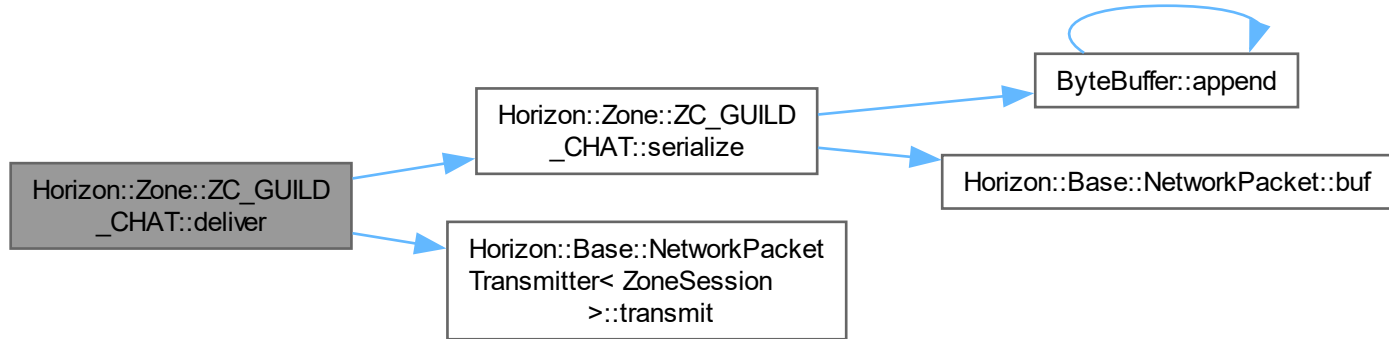 Horizon::Zone::ZC_GUILD
_CHAT::deliver
Horizon::Zone::ZC_GUILD
_CHAT::serialize
ByteBuffer::append
Horizon::Base::NetworkPacket::buf
Horizon::Base::NetworkPacket
Transmitter< ZoneSession
>::transmit